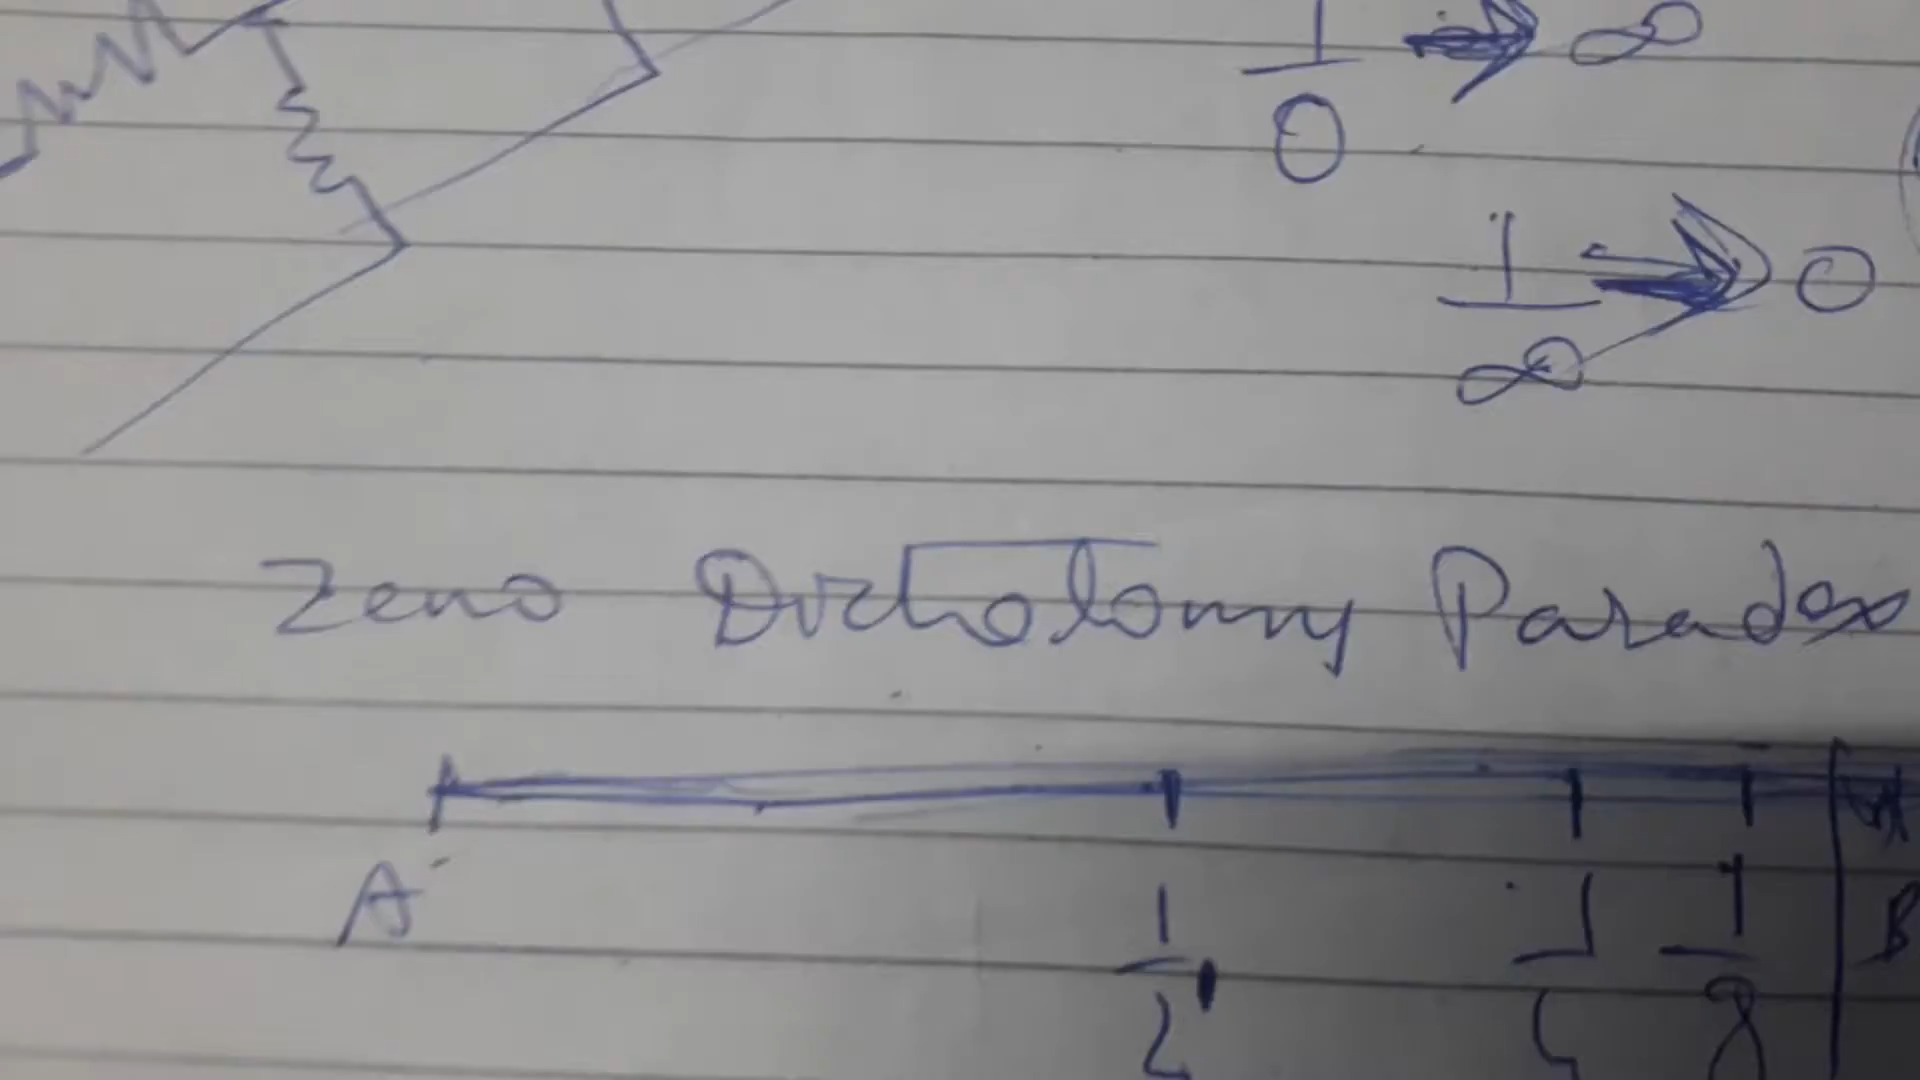 1/0 → ∞
1/∞ → 0
Zeno Dichotomy Paradox
A 1/2 1/4 1/8 B